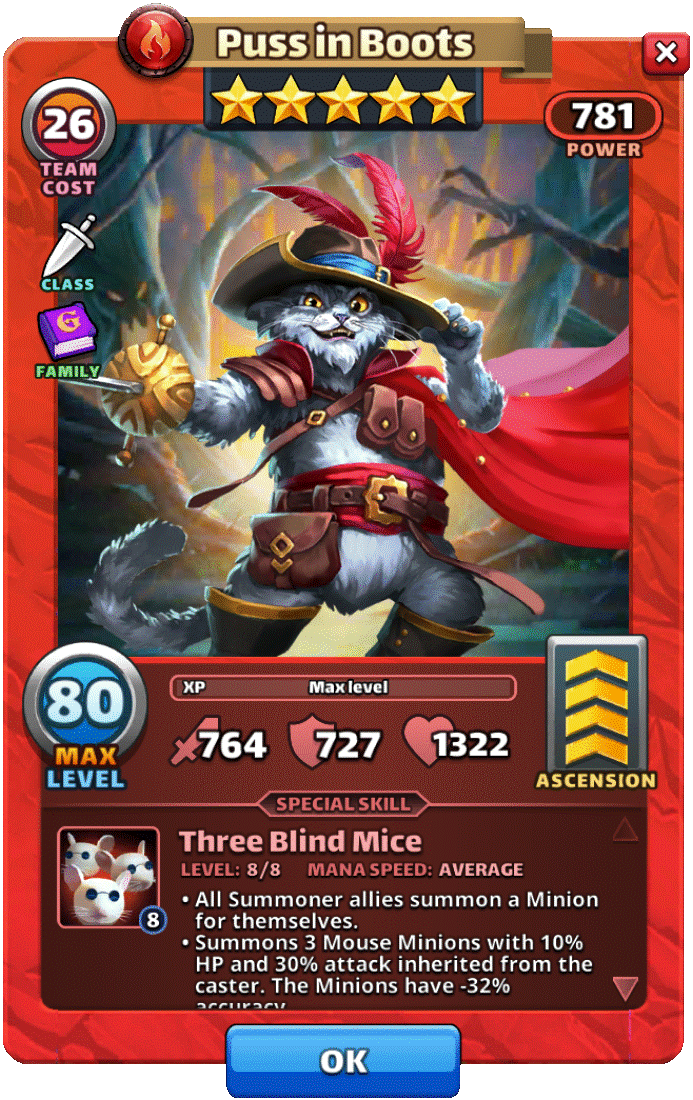 Puss in Boots
26
TEAM
COST
781
POWER
CLASS
G
FAMILY
80
MAX
LEVEL
XP Max level
764 727 1322
ASCENSION
SPECIAL SKILL
Three Blind Mice
LEVEL: 8/8 MANA SPEED: AVERAGE
8
• All Summoner allies summon a Minion
for themselves.
• Summons 3 Mouse Minions with 10%
HP and 30% attack inherited from the
caster. The Minions have -32%
accuracy
OK